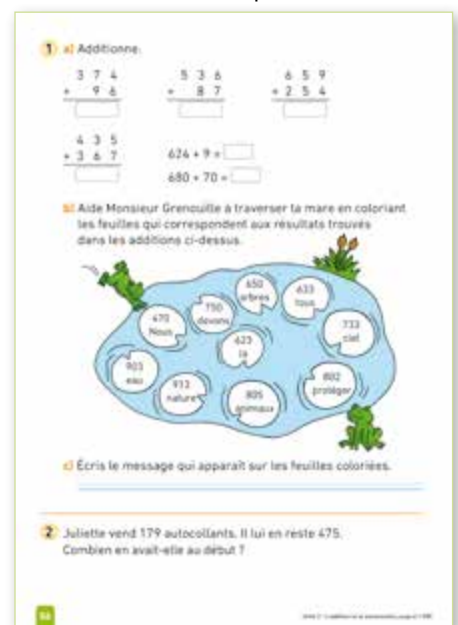 1 a) Additionne.
3 7 4
+ 9 6
5 3 6
+ 8 7
6 5 9
+ 2 5 4
4 3 5
+ 3 6 7
624 + 9 =
680 + 70 =
b) Aide Monsieur Grenouille à traverser la mare en coloriant
les feuilles qui correspondent aux résultats trouvés
dans les additions ci-dessus.
650
arbres
633
tous
750
devons
470
Nous
733
ciel
623
la
903
eau
913
nature
805
animaux
802
protéger
c) Écris le message qui apparaît sur les feuilles coloriées.
2 Juliette vend 179 autocollants. Il lui en reste 475.
Combien en avait-elle au début ?